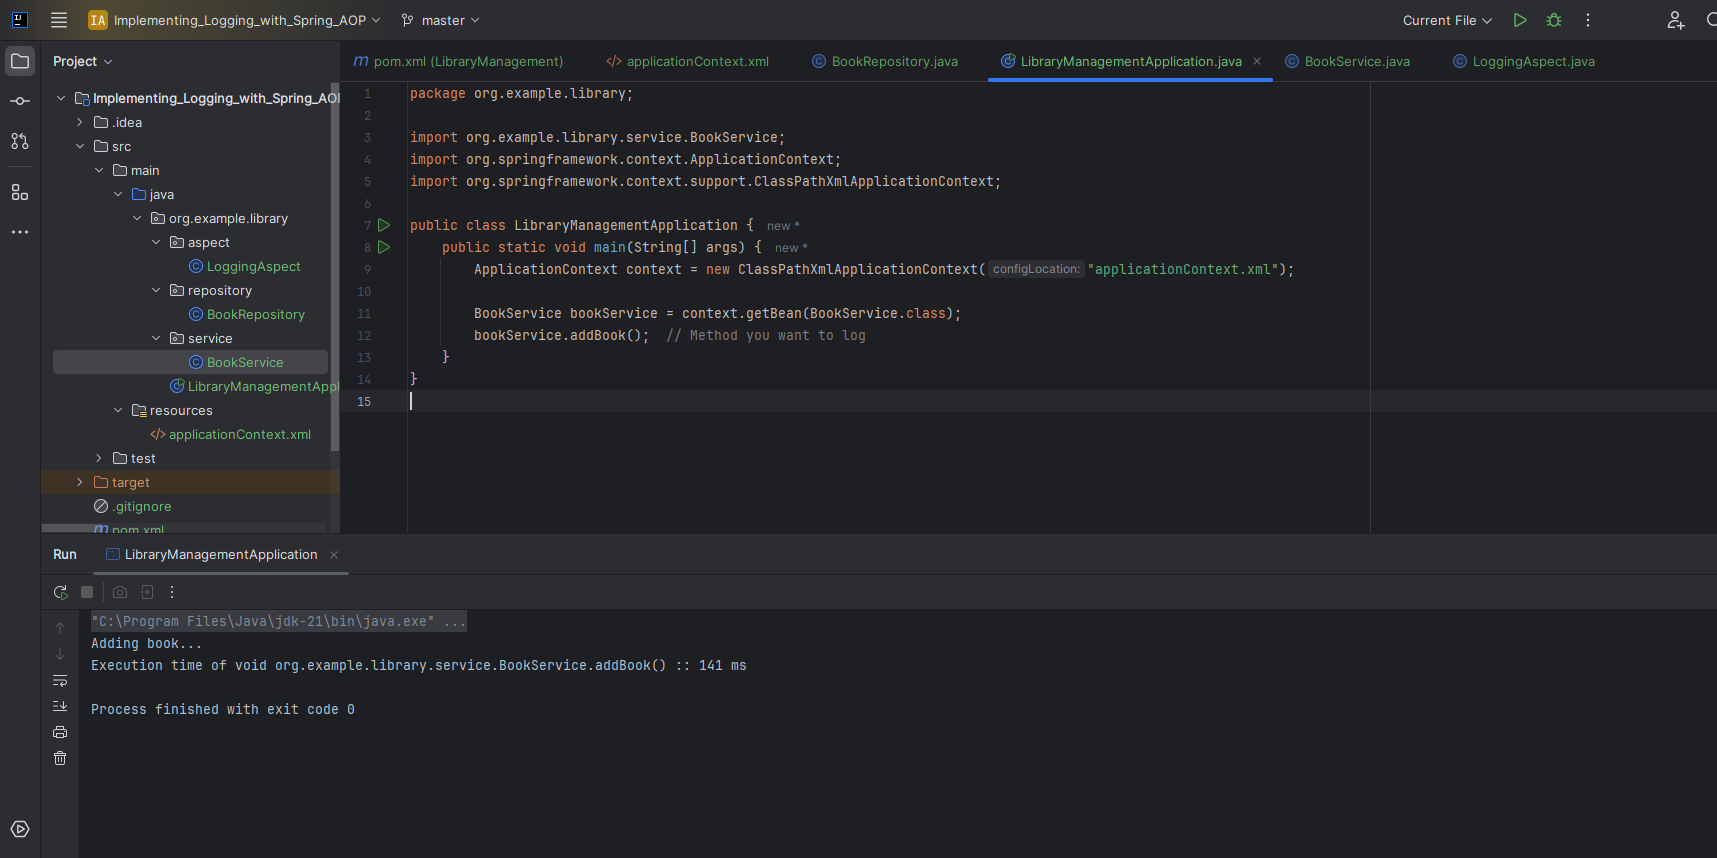 IA Implementing_Logging_with_Spring_AOP master Current File
Project
Implementing_Logging_with_Spring_AOP
.idea
src
main
java
org.example.library
aspect
LoggingAspect
repository
BookRepository
service
BookService
LibraryManagementAppl
resources
applicationContext.xml
test
target
.gitignore
pom.xml
pom.xml (LibraryManagement) applicationContext.xml BookRepository.java LibraryManagementApplication.java BookService.java LoggingAspect.java
1 package org.example.library;
2
3 import org.example.library.service.BookService;
4 import org.springframework.context.ApplicationContext;
5 import org.springframework.context.support.ClassPathXmlApplicationContext;
6
7 public class LibraryManagementApplication { new *
8 public static void main(String[] args) { new *
9 ApplicationContext context = new ClassPathXmlApplicationContext( configLocation: "applicationContext.xml");
10
11 BookService bookService = context.getBean(BookService.class);
12 bookService.addBook(); // Method you want to log
13 }
14 }
15
Run LibraryManagementApplication
"C:\Program Files\Java\jdk-21\bin\java.exe" ...
Adding book...
Execution time of void org.example.library.service.BookService.addBook() :: 141 ms
Process finished with exit code 0